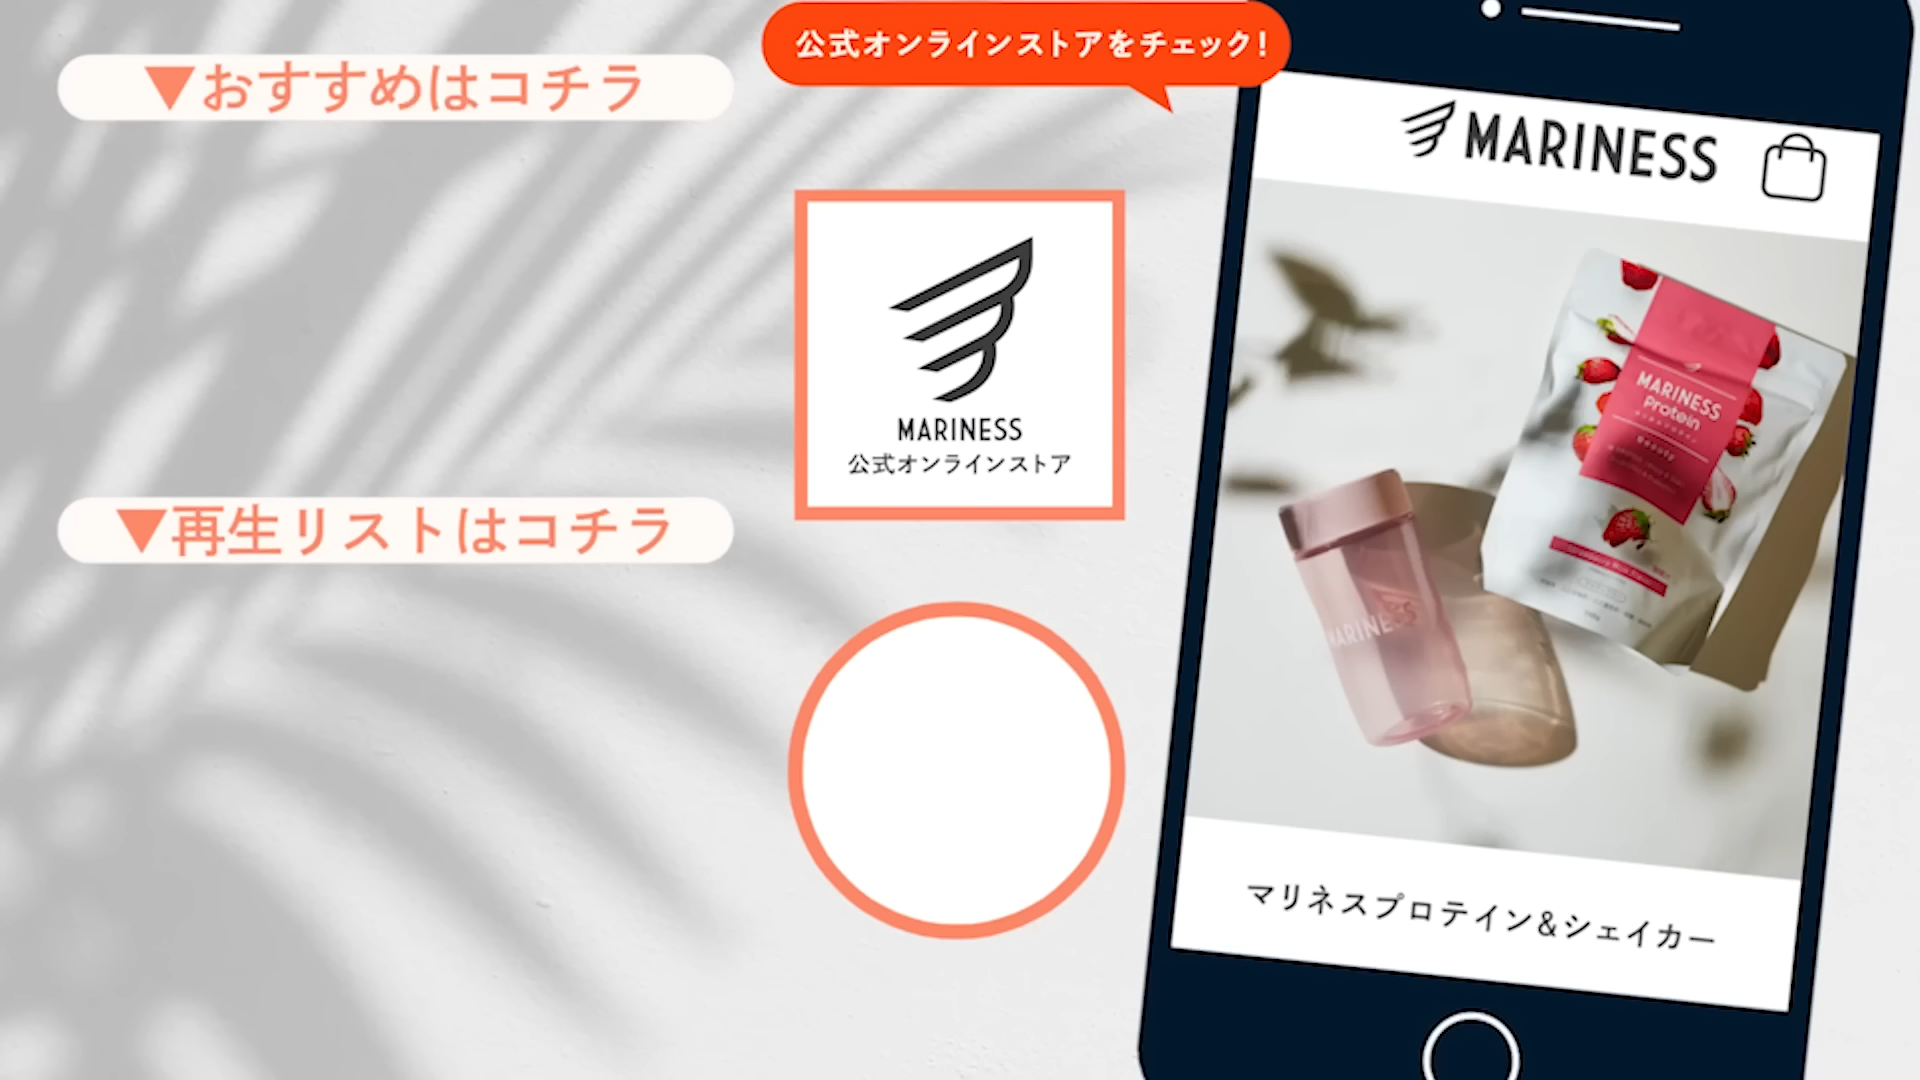 公式オンラインストアをチェック!
▼おすすめはコチラ
MARINESS
MARINESS
公式オンラインストア
MARINESS
Protein
Beauty
▼再生リストはコチラ
MARINESS
マリネスプロテイン&シェイカー